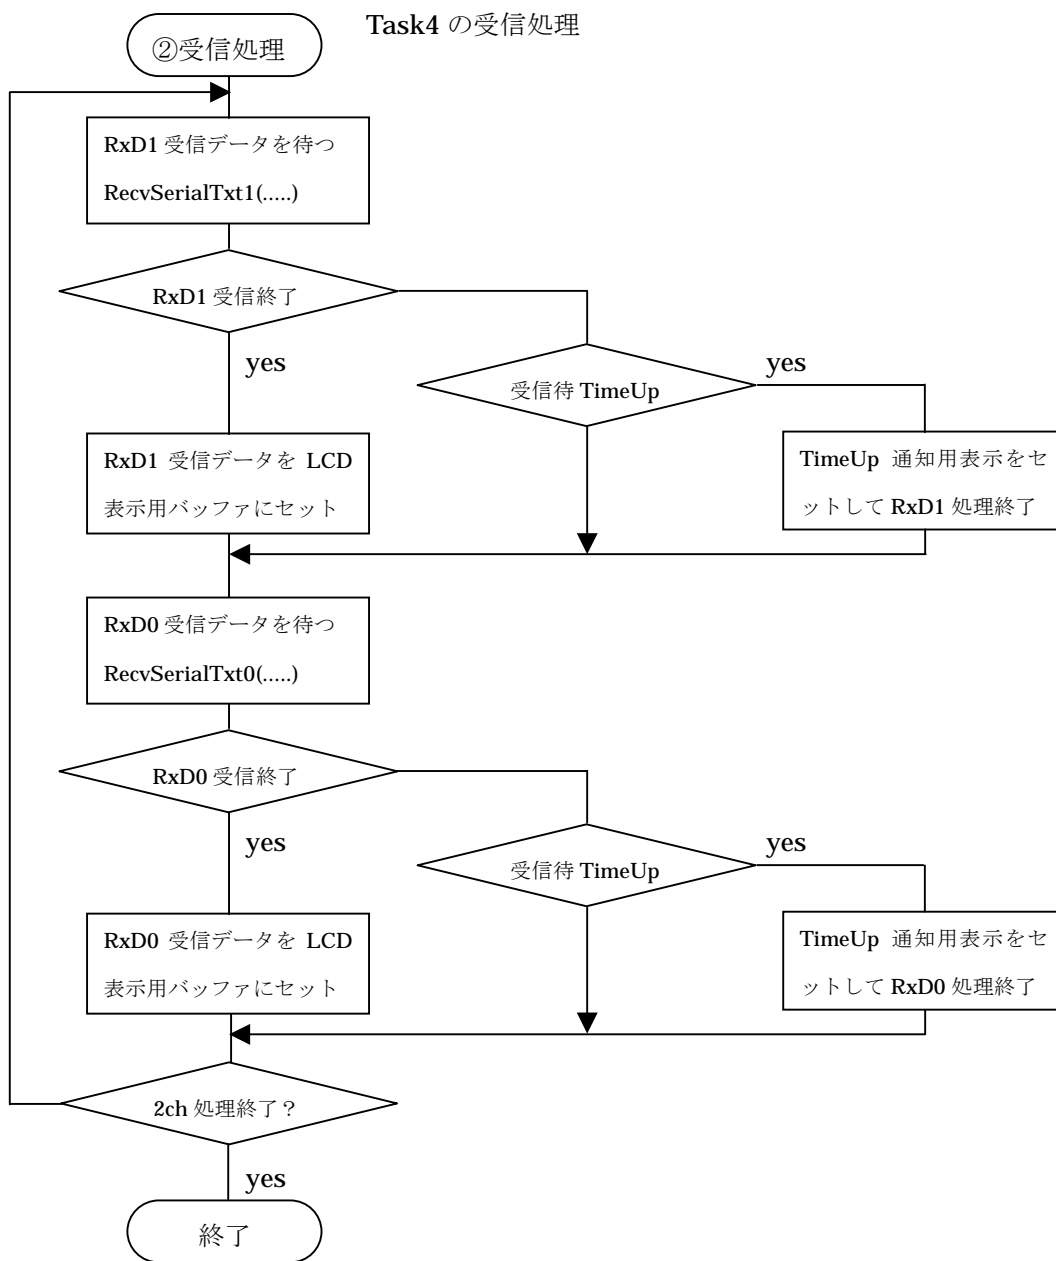 Task4 の受信処理
②受信処理
RxD1 受信データを待つ
RecvSerialTxt1(.....)
RxD1 受信終了
yes
受信待 TimeUp
yes
RxD1 受信データを LCD
表示用バッファにセット
TimeUp 通知用表示をセ
ットして RxD1 処理終了
RxD0 受信データを待つ
RecvSerialTxt0(.....)
RxD0 受信終了
yes
受信待 TimeUp
yes
RxD0 受信データを LCD
表示用バッファにセット
TimeUp 通知用表示をセ
ットして RxD0 処理終了
2ch 処理終了？
yes
終了